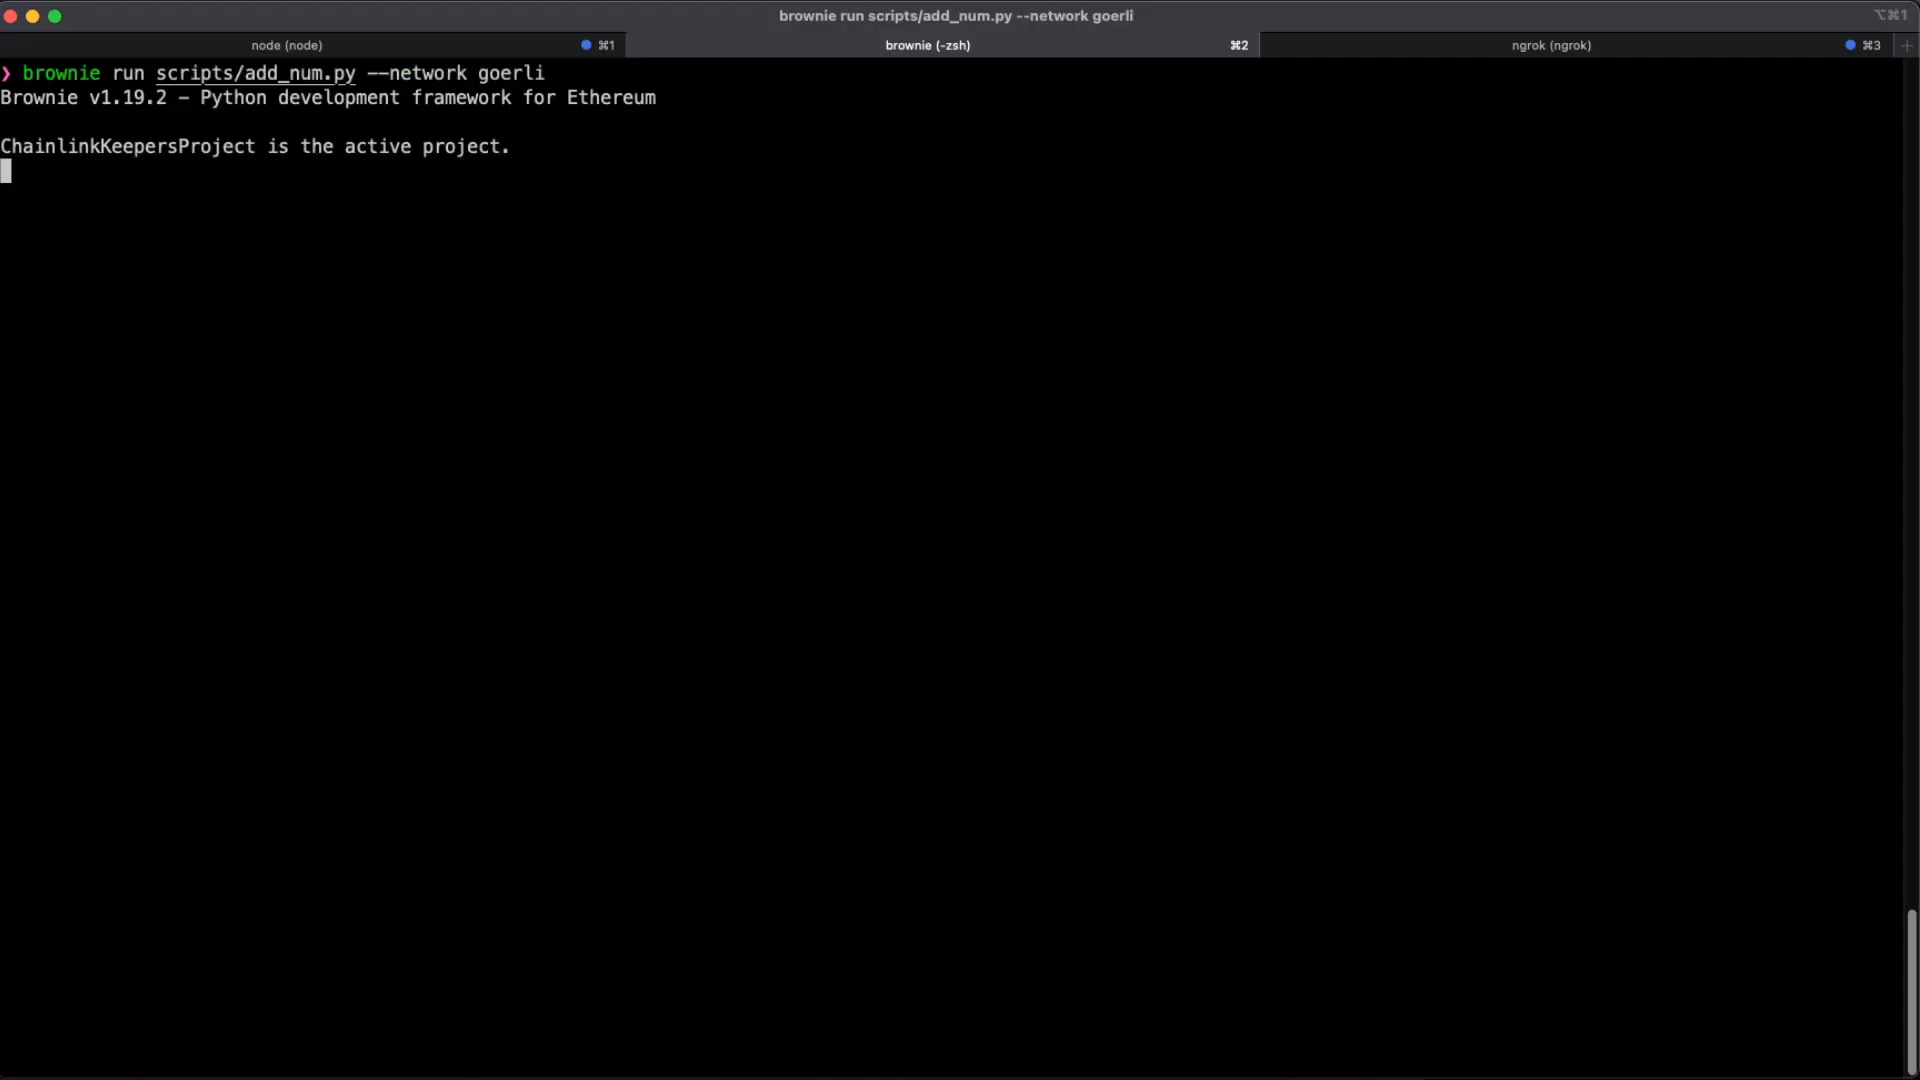 brownie run scripts/add_num.py --network goerli
⌥⌘1
node (node)
⌘1
brownie (-zsh)
⌘2
ngrok (ngrok)
⌘3
❯ brownie run scripts/add_num.py --network goerli
Brownie v1.19.2 - Python development framework for Ethereum
ChainlinkKeepersProject is the active project.